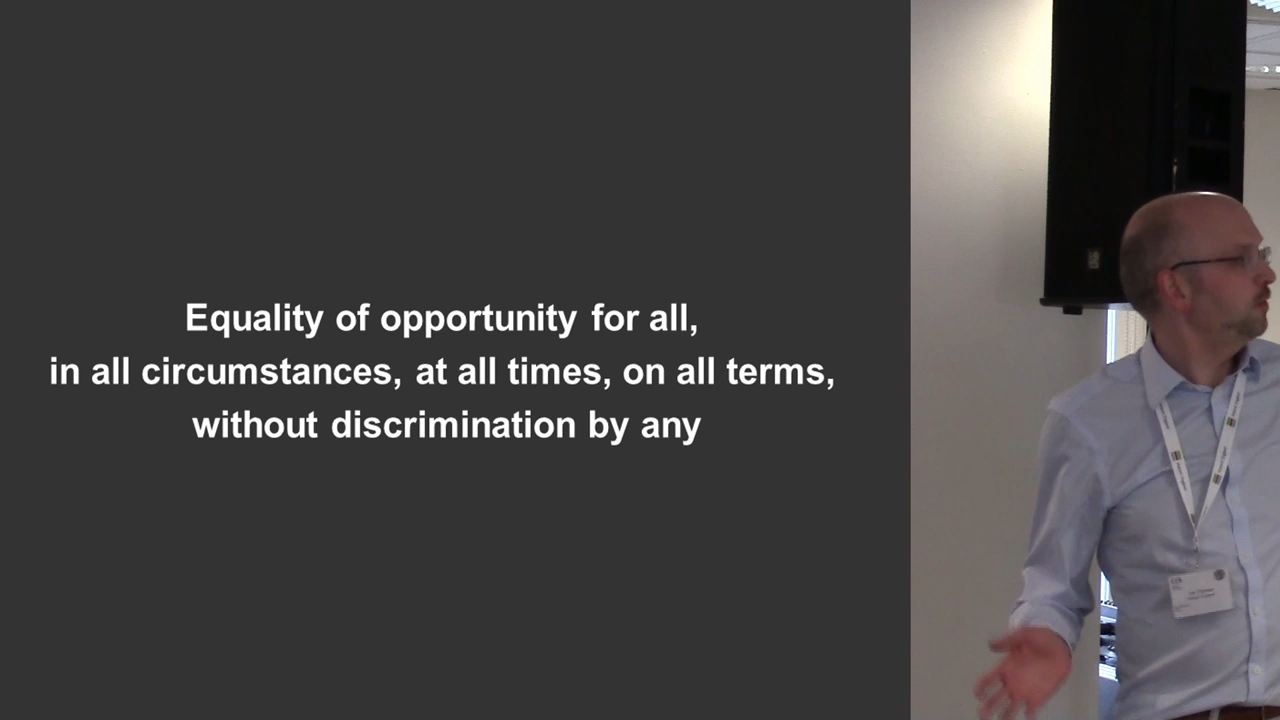 Equality of opportunity for all,
in all circumstances, at all times, on all terms,
without discrimination by any